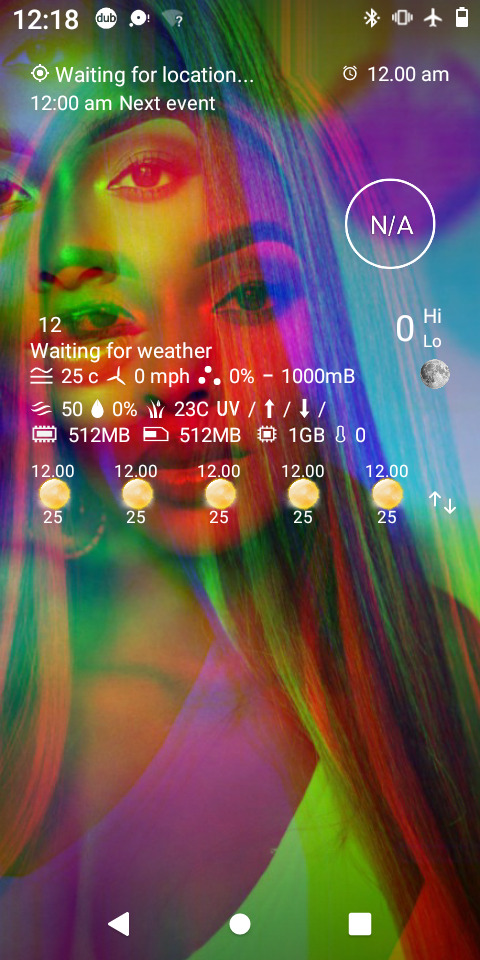 12:18 dub ! ?
Waiting for location... 12.00 am
12:00 am Next event
N/A
12 0 Hi
Lo
Waiting for weather
25 c 0 mph 0% – 1000mB
50 0% 23C UV / / /
512MB 512MB 1GB 0
12.00 12.00 12.00 12.00 12.00
25 25 25 25 25